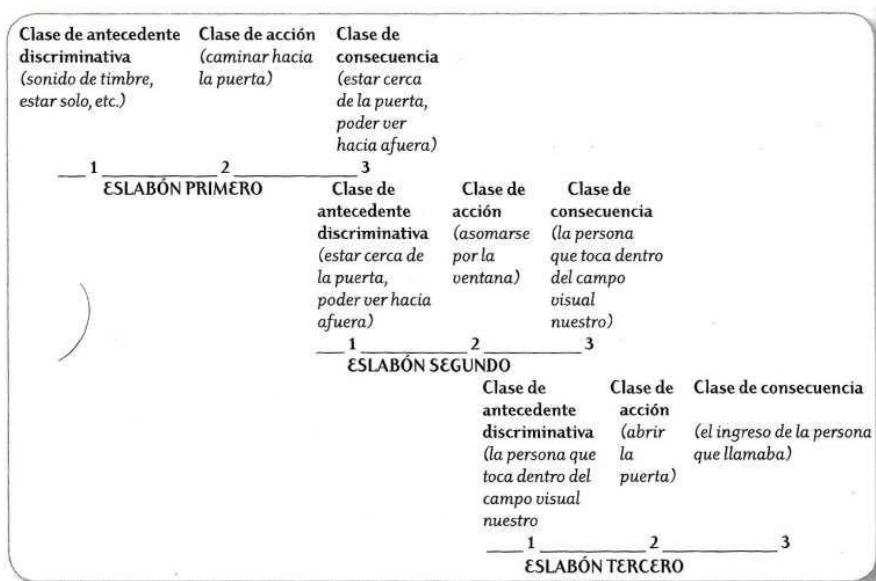 Clase de antecedente
discriminativa
(sonido de timbre,
estar solo, etc.)
Clase de acción
(caminar hacia
la puerta)
Clase de
consecuencia
(estar cerca
de la puerta,
poder ver
hacia afuera)
1 2 3
ESLABÓN PRIMERO
Clase de
antecedente
discriminativa
(estar cerca de
la puerta,
poder ver hacia
afuera)
Clase de
acción
(asomarse
por la
ventana)
Clase de
consecuencia
(la persona
que toca dentro
del campo
visual
nuestro)
1 2 3
ESLABÓN SEGUNDO
Clase de
antecedente
discriminativa
(la persona que
toca dentro del
campo visual
nuestro
Clase de
acción
(abrir
la
puerta)
Clase de consecuencia
(el ingreso de la persona
que llamaba)
1 2 3
ESLABÓN TERCERO